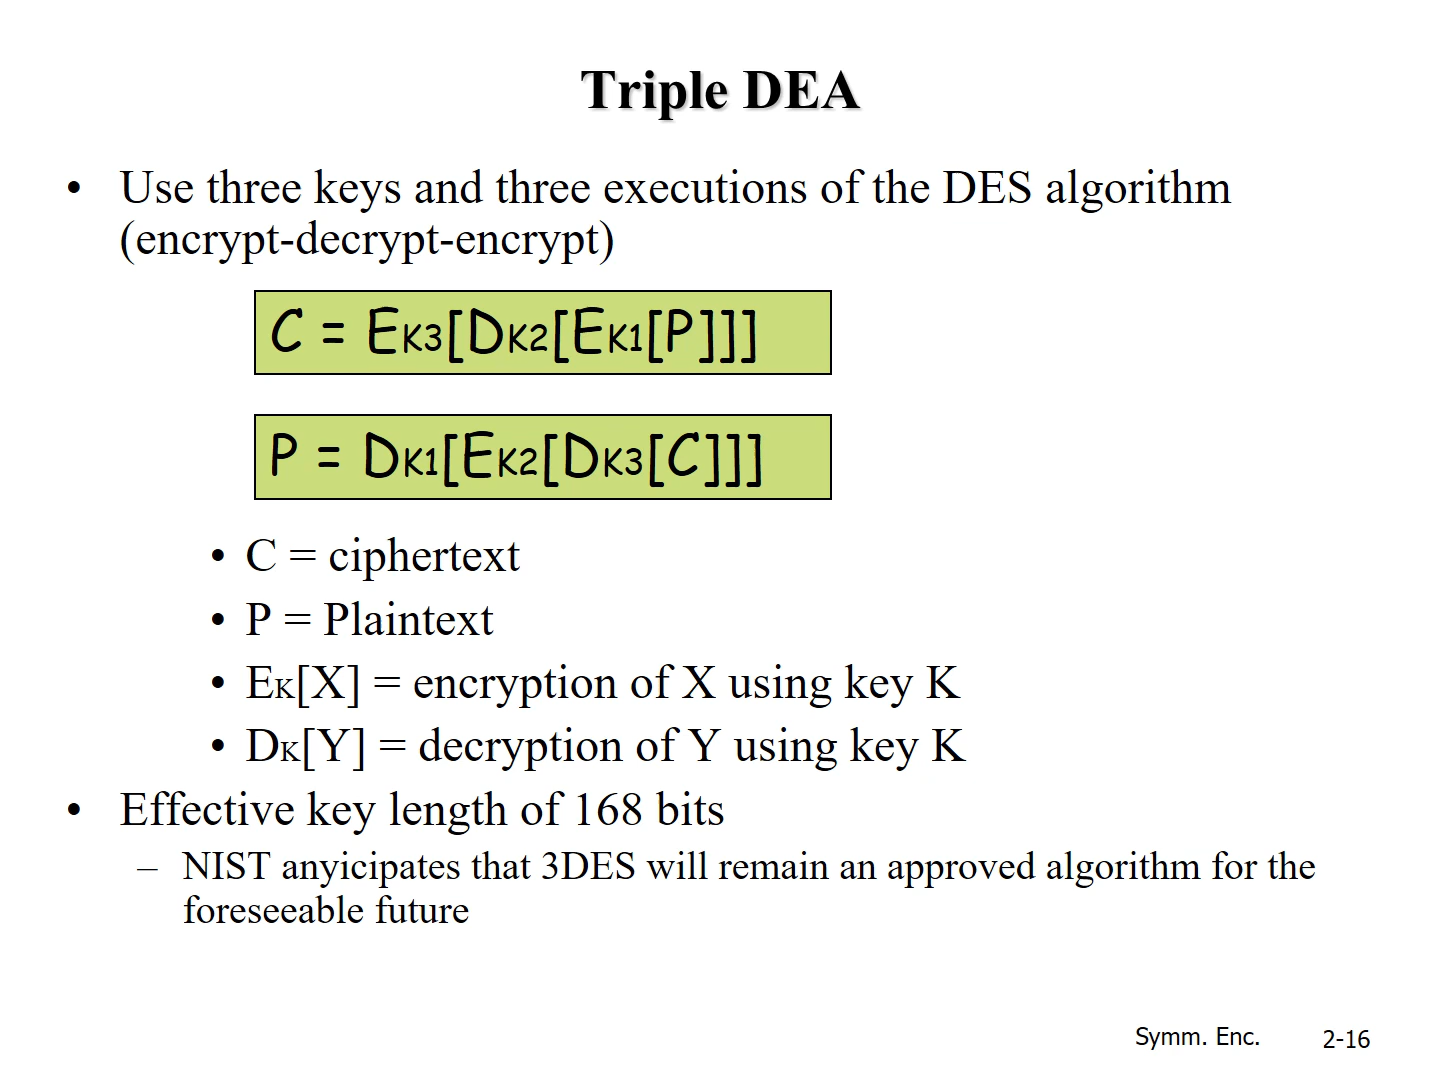 Triple DEA
• Use three keys and three executions of the DES algorithm
(encrypt-decrypt-encrypt)
C = EK3[DK2[EK1[P]]]
P = DK1[EK2[DK3[C]]]
• C = ciphertext
• P = Plaintext
• EK[X] = encryption of X using key K
• DK[Y] = decryption of Y using key K
• Effective key length of 168 bits
– NIST anyicipates that 3DES will remain an approved algorithm for the
foreseeable future
Symm. Enc. 2-16